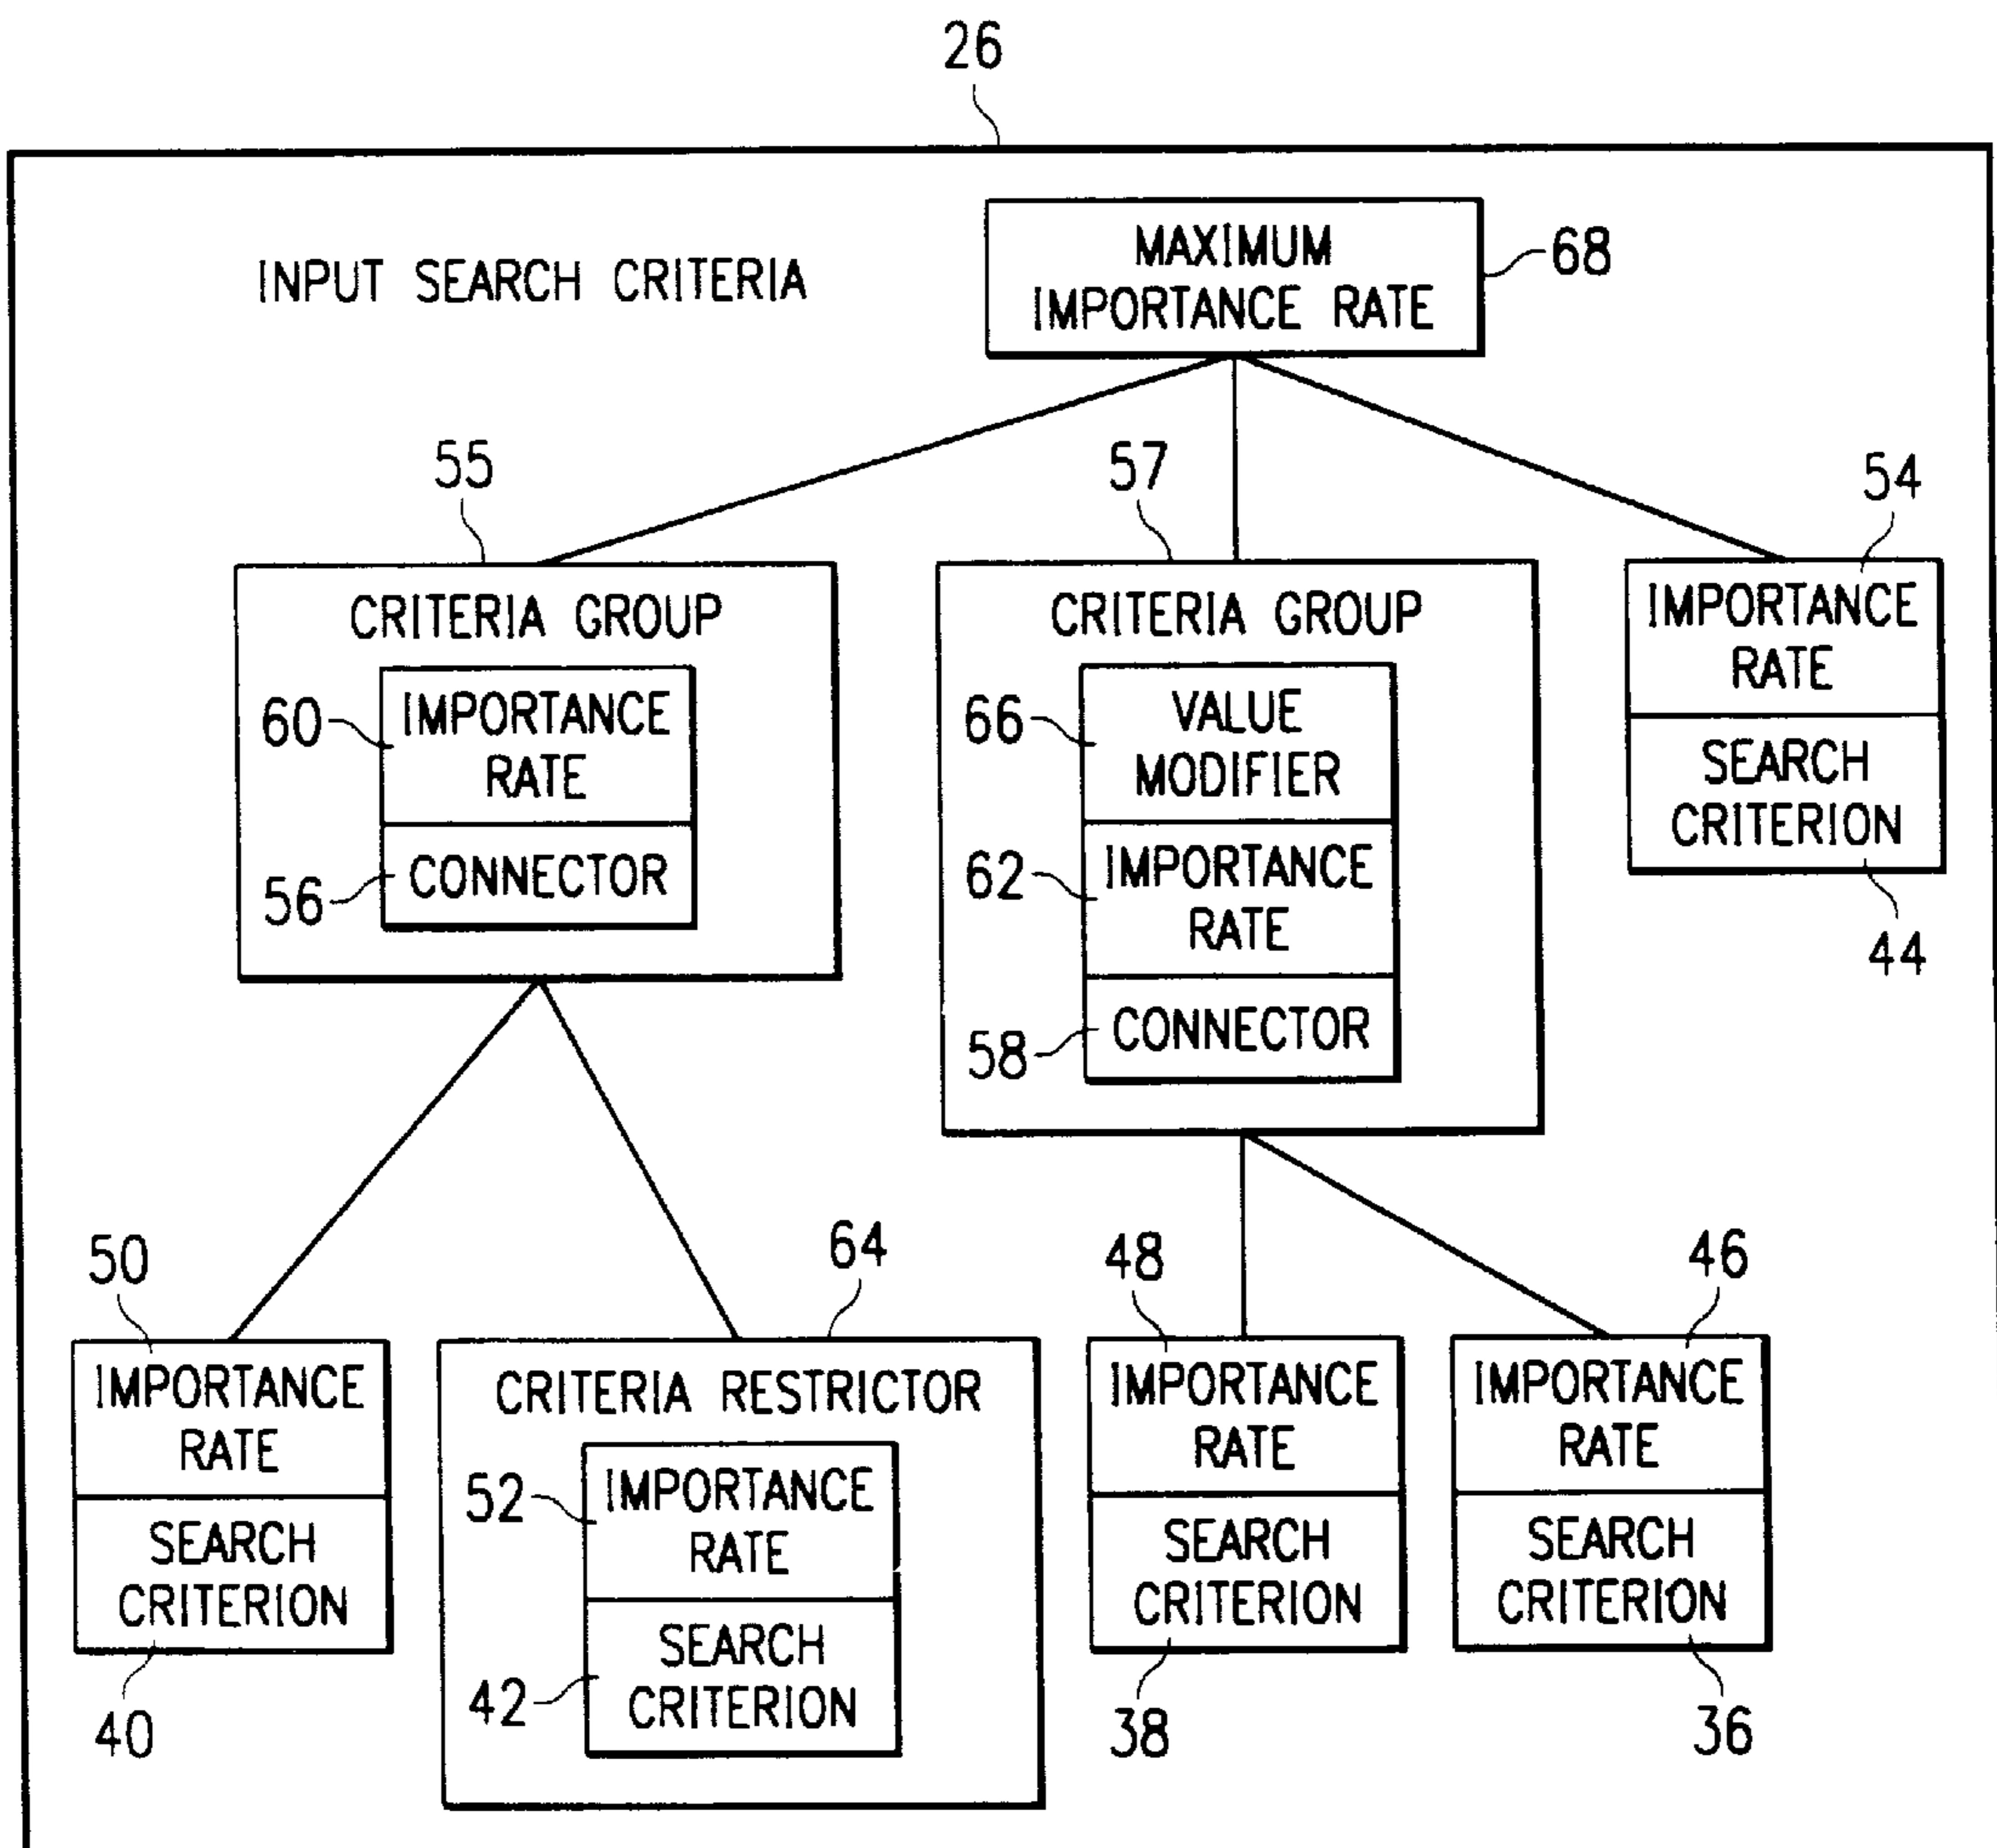 26
INPUT SEARCH CRITERIA
MAXIMUM
IMPORTANCE RATE
68
55
57
54
CRITERIA GROUP
60
IMPORTANCE
RATE
56
CONNECTOR
CRITERIA GROUP
66
VALUE
MODIFIER
62
IMPORTANCE
RATE
58
CONNECTOR
IMPORTANCE
RATE
SEARCH
CRITERION
44
50
IMPORTANCE
RATE
SEARCH
CRITERION
40
64
CRITERIA RESTRICTOR
52
IMPORTANCE
RATE
42
SEARCH
CRITERION
48
IMPORTANCE
RATE
SEARCH
CRITERION
38
46
IMPORTANCE
RATE
SEARCH
CRITERION
36